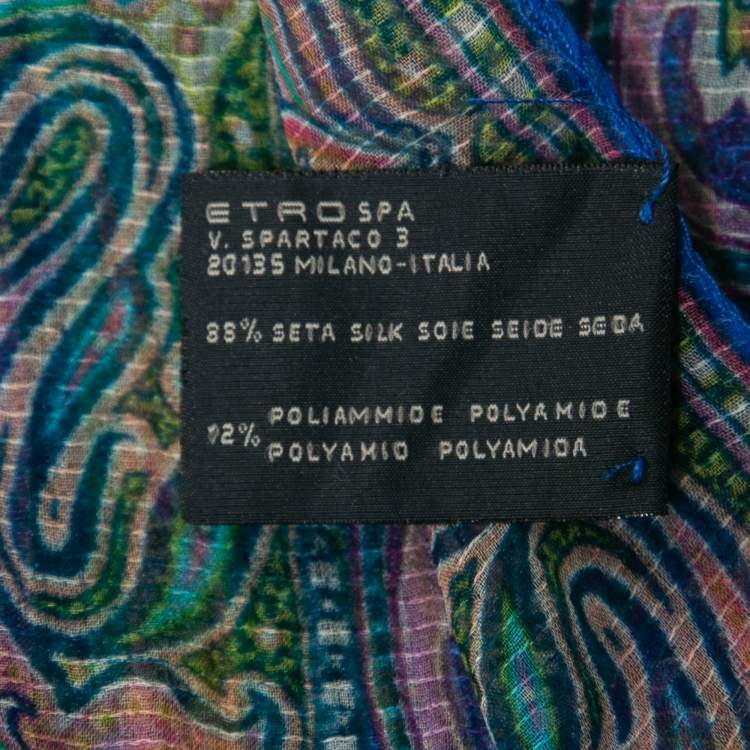 ETRO SPA
V. SPARTACO 3
20135 MILANO-ITALIA
88% SETA SILK SOIE SEIDE SEDA
12% POLIAMMIDE POLYAMIDE
POLYAMID POLYAMIDA